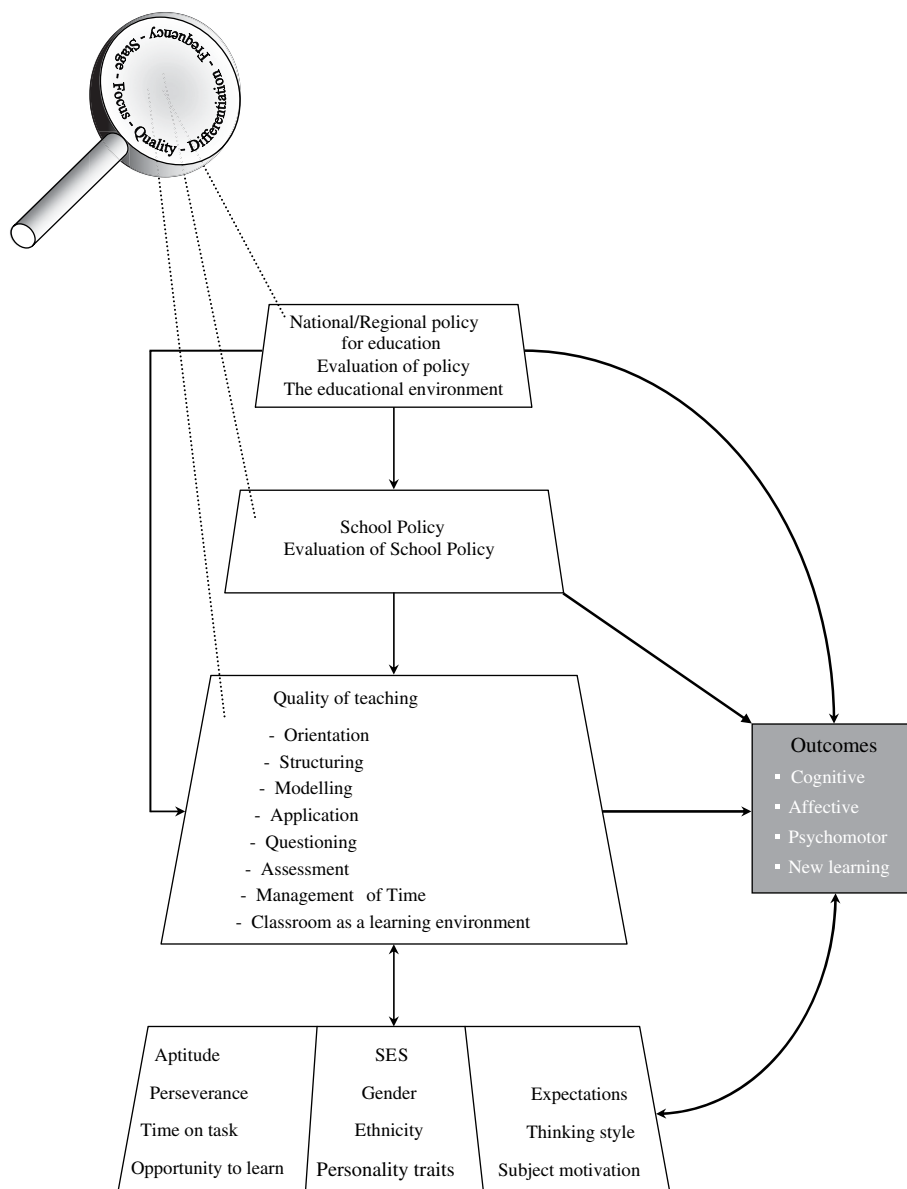 Stage - Focus - Quality - Differentiation - Frequency -
National/Regional policy
for education
Evaluation of policy
The educational environment
School Policy
Evaluation of School Policy
Quality of teaching
- Orientation
- Structuring
- Modelling
- Application
- Questioning
- Assessment
- Management of Time
- Classroom as a learning environment
Outcomes
▪ Cognitive
▪ Affective
▪ Psychomotor
▪ New learning
Aptitude
Perseverance
Time on task
Opportunity to learn
SES
Gender
Ethnicity
Personality traits
Expectations
Thinking style
Subject motivation